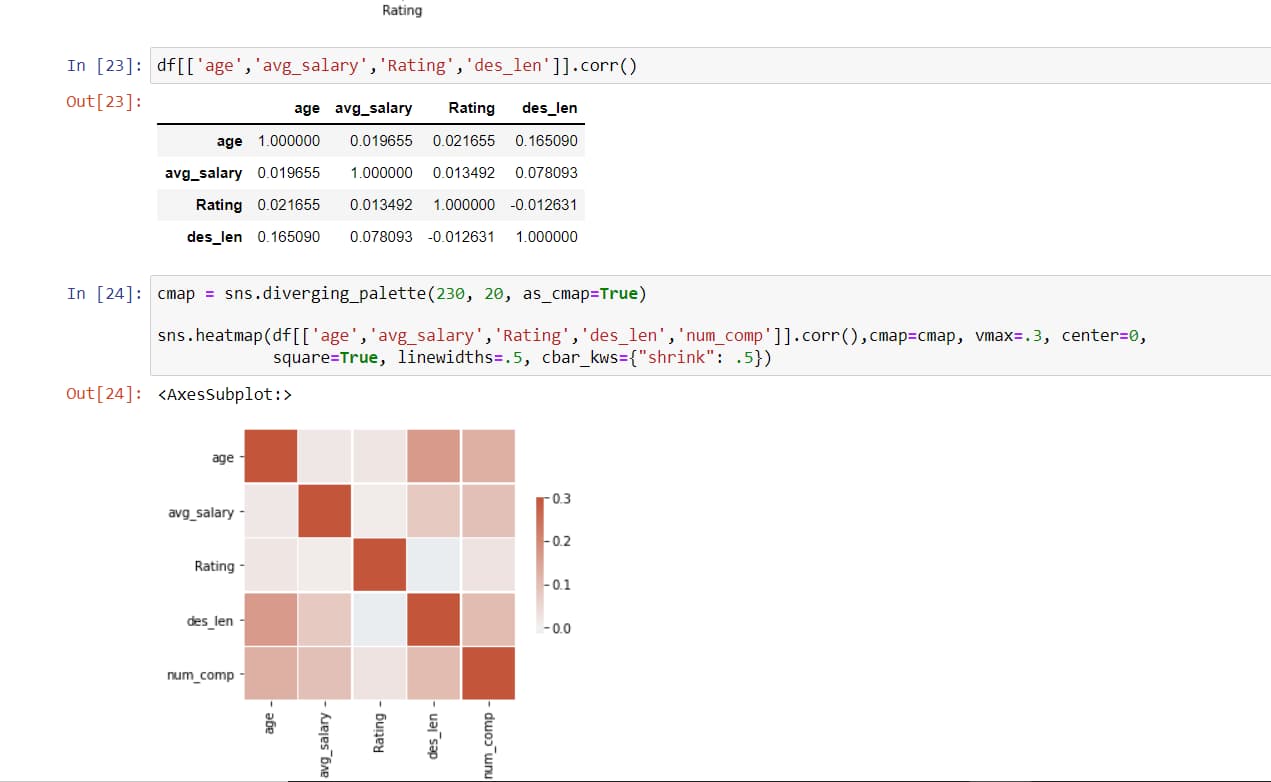 Rating
In [23]: df[['age','avg_salary','Rating','des_len']].corr()
Out[23]:
age avg_salary Rating des_len
age 1.000000 0.019655 0.021655 0.165090
avg_salary 0.019655 1.000000 0.013492 0.078093
Rating 0.021655 0.013492 1.000000 -0.012631
des_len 0.165090 0.078093 -0.012631 1.000000
In [24]: cmap = sns.diverging_palette(230, 20, as_cmap=True)
sns.heatmap(df[['age','avg_salary','Rating','des_len','num_comp']].corr(),cmap=cmap, vmax=.3, center=0,
square=True, linewidths=.5, cbar_kws={"shrink": .5})
Out[24]: <AxesSubplot:>
age
avg_salary
Rating
des_len
num_comp
0.3
0.2
0.1
0.0
age
avg_salary
Rating
des_len
num_comp